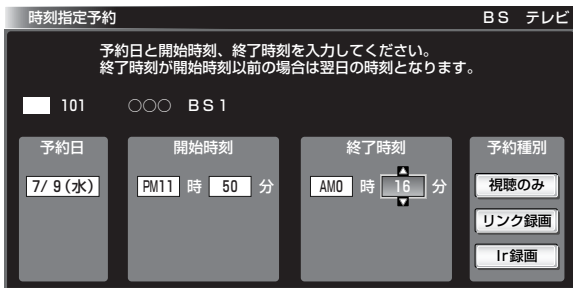 時刻指定予約 BS テレビ
予約日と開始時刻、終了時刻を入力してください。
終了時刻が開始時刻以前の場合は翌日の時刻となります。
101 ○○○ BS1
予約日 開始時刻 終了時刻 予約種別
7/ 9(水) PM11 時 50 分 AM0 時 16 分 視聴のみ
リンク録画
Ir録画